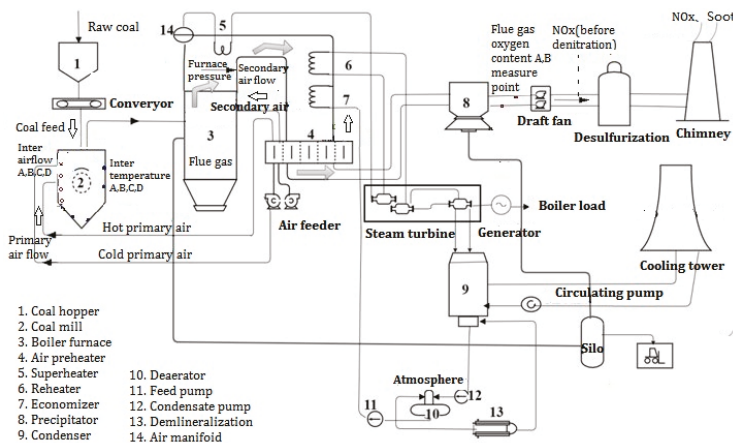 Raw coal
1
Converyor
Coal feed
Inter
airflow
A,B,C,D
2
Inter
temperature
A,B,C,D
Primary
air flow
Hot primary air
Cold primary air
14
5
Furnace
pressure
Secondary
air flow
Secondary air
3
Flue gas
4
Air feeder
6
7
8
Flue gas
oxygen
content A,B
measure
point
NOx(before
denitration)
NOx、Soot
Draft fan
Desulfurization
Chimney
Steam turbine
Generator
Boiler load
Cooling tower
9
Circulating pump
Silo
Atmosphere
10
11
12
13
1. Coal hopper
2. Coal mill
3. Boiler furnace
4. Air preheater
5. Superheater
6. Reheater
7. Economizer
8. Precipitator
9. Condenser
10. Deaerator
11. Feed pump
12. Condensate pump
13. Demlineralization
14. Air manifoid